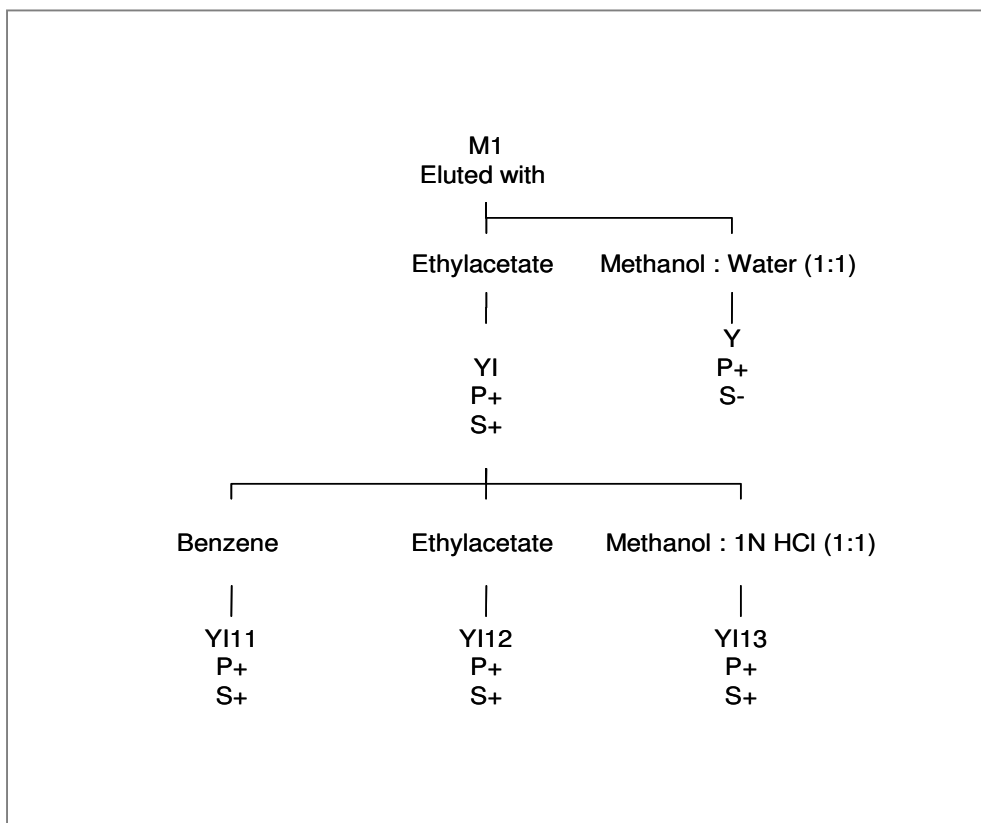 M1
Eluted with
Ethylacetate
Methanol : Water (1:1)
Y
P+
S-
YI
P+
S+
Benzene
Ethylacetate
Methanol : 1N HCl (1:1)
YI11
P+
S+
YI12
P+
S+
YI13
P+
S+